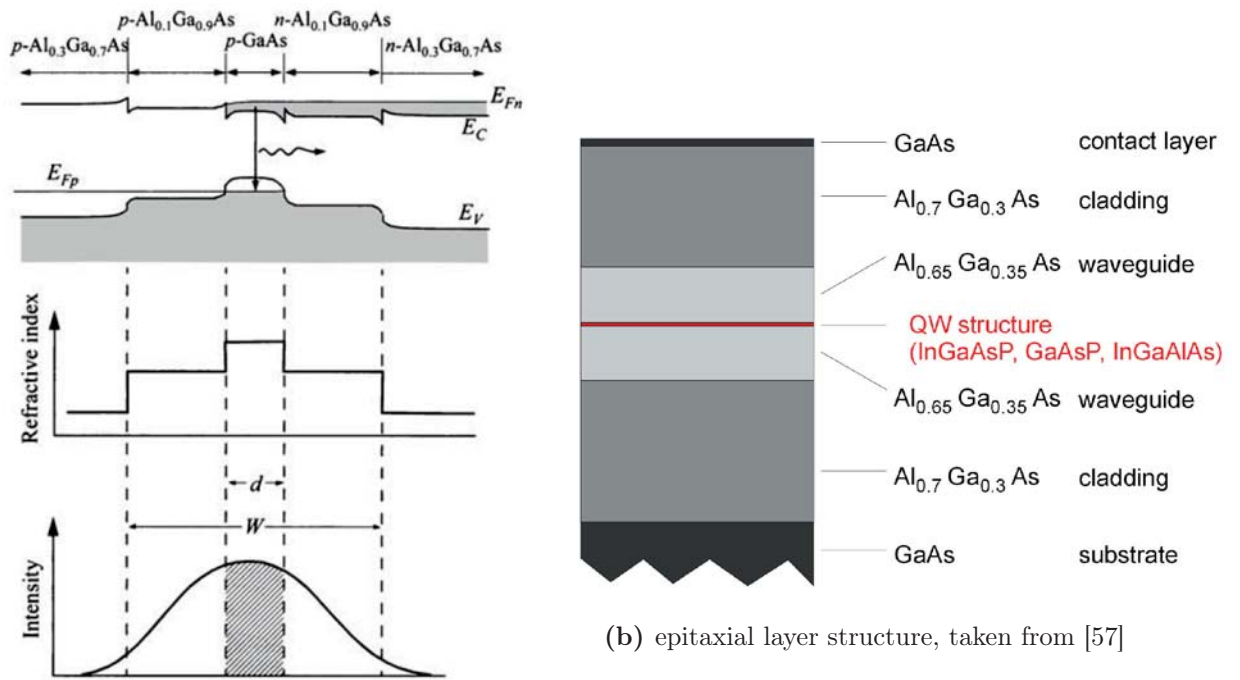 p-Al0.1Ga0.9As n-Al0.1Ga0.9As
p-Al0.3Ga0.7As p-GaAs n-Al0.3Ga0.7As
EFn
EC
EFp
EV
Refractive index
d
W
Intensity
GaAs contact layer
Al0.7 Ga0.3 As cladding
Al0.65 Ga0.35 As waveguide
QW structure
(InGaAsP, GaAsP, InGaAlAs)
Al0.65 Ga0.35 As waveguide
Al0.7 Ga0.3 As cladding
GaAs substrate
(b) epitaxial layer structure, taken from [57]